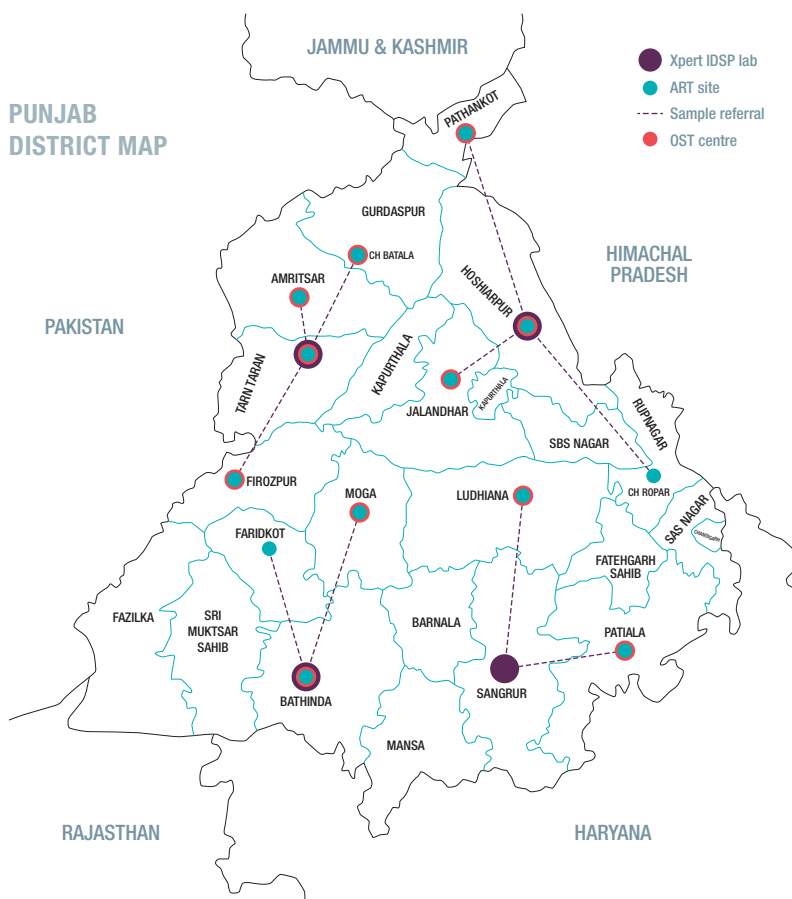 JAMMU & KASHMIR
PUNJAB
DISTRICT MAP
Xpert IDSP lab
ART site
Sample referral
OST centre
PATHANKOT
GURDASPUR
CH BATALA
HIMACHAL
PRADESH
AMRITSAR
HOSHIARPUR
PAKISTAN
TARN TARAN
KAPURTHALA
KAPURTHALA
JALANDHAR
RUPNAGAR
SBS NAGAR
FIROZPUR
MOGA
LUDHIANA
CH ROPAR
SAS NAGAR
CHANDIGARH
FARIDKOT
FATEHGARH
SAHIB
FAZILKA
SRI
MUKTSAR
SAHIB
BARNALA
PATIALA
BATHINDA
SANGRUR
MANSA
RAJASTHAN
HARYANA